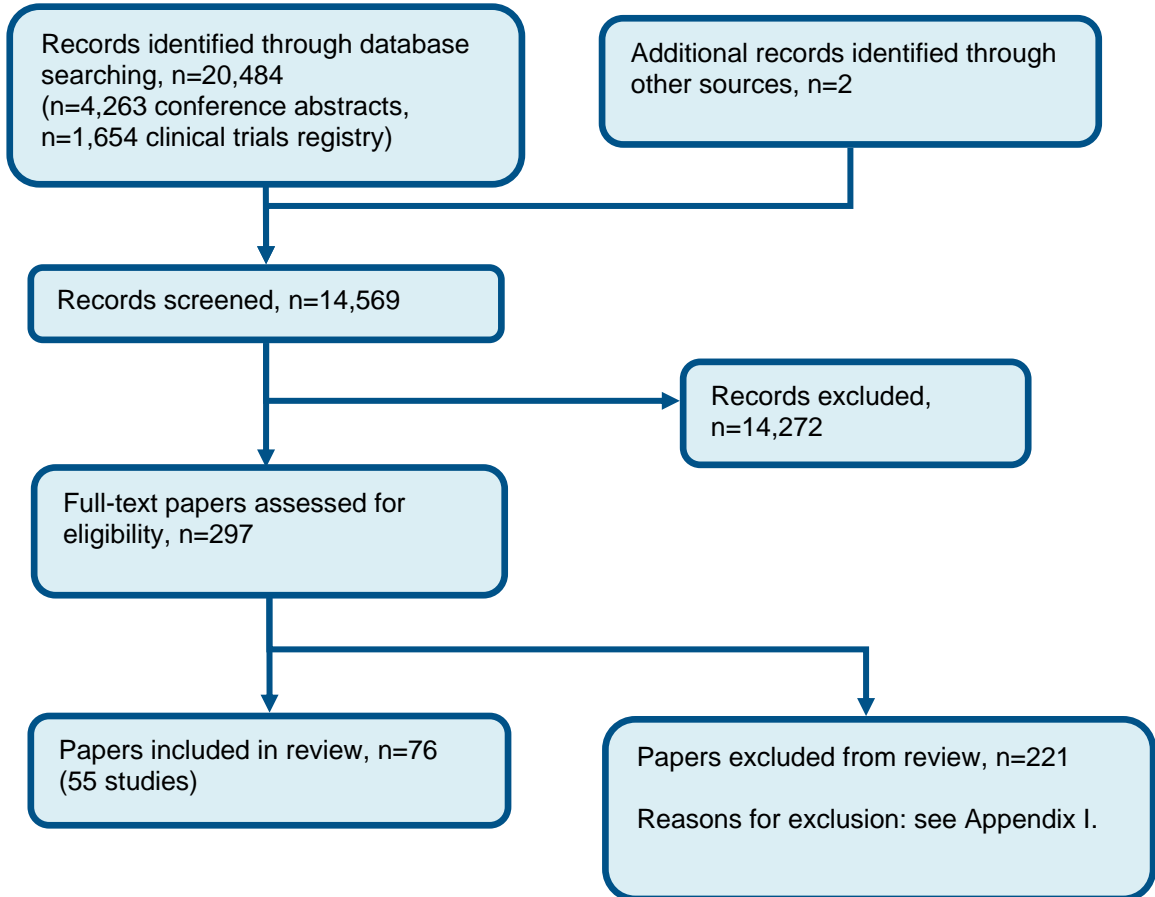 Records identified through database
searching, n=20,484
(n=4,263 conference abstracts,
n=1,654 clinical trials registry)
Additional records identified through
other sources, n=2
Records screened, n=14,569
Records excluded,
n=14,272
Full-text papers assessed for
eligibility, n=297
Papers included in review, n=76
(55 studies)
Papers excluded from review, n=221
Reasons for exclusion: see Appendix I.